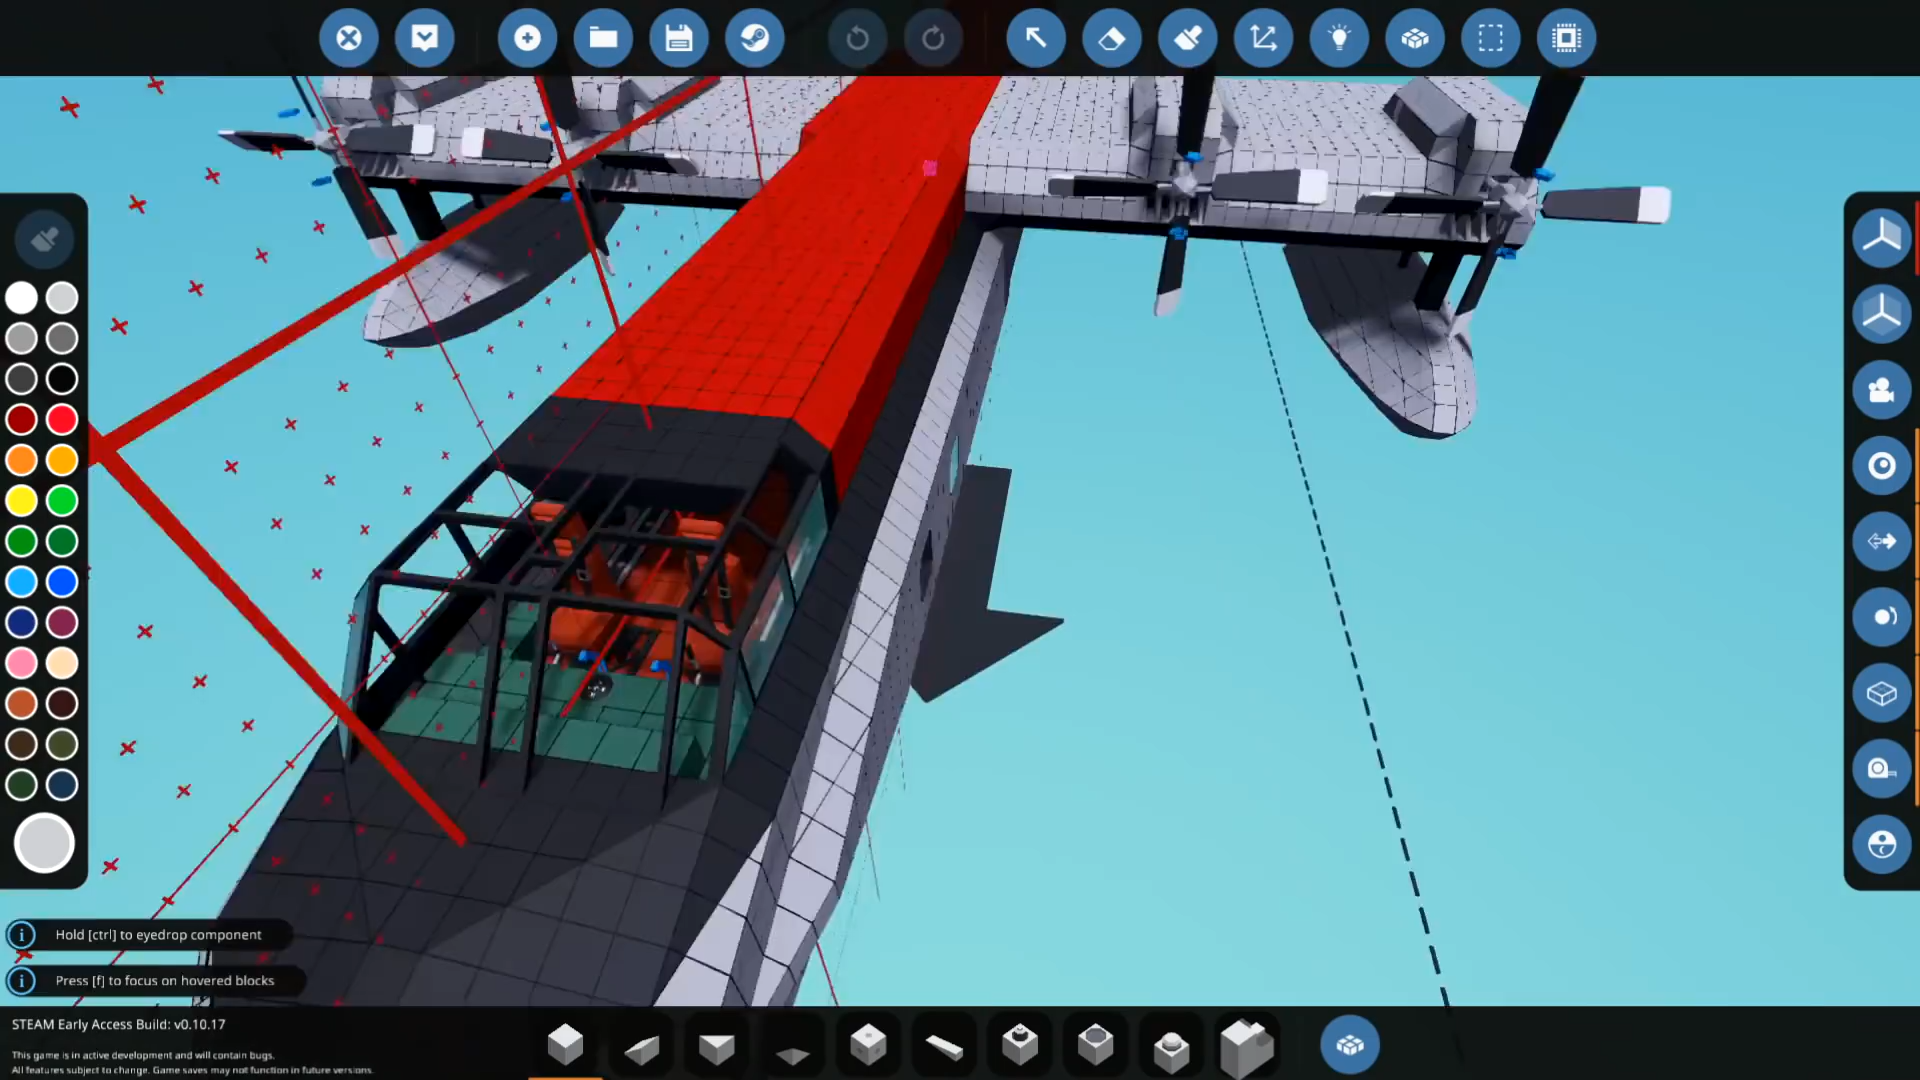 Hold [ctrl] to eyedrop component
Press [f] to focus on hovered blocks
STEAM Early Access Build: v0.10.17
This game is in active development and will contain bugs.
All features subject to change. Game saves may not function in future versions.